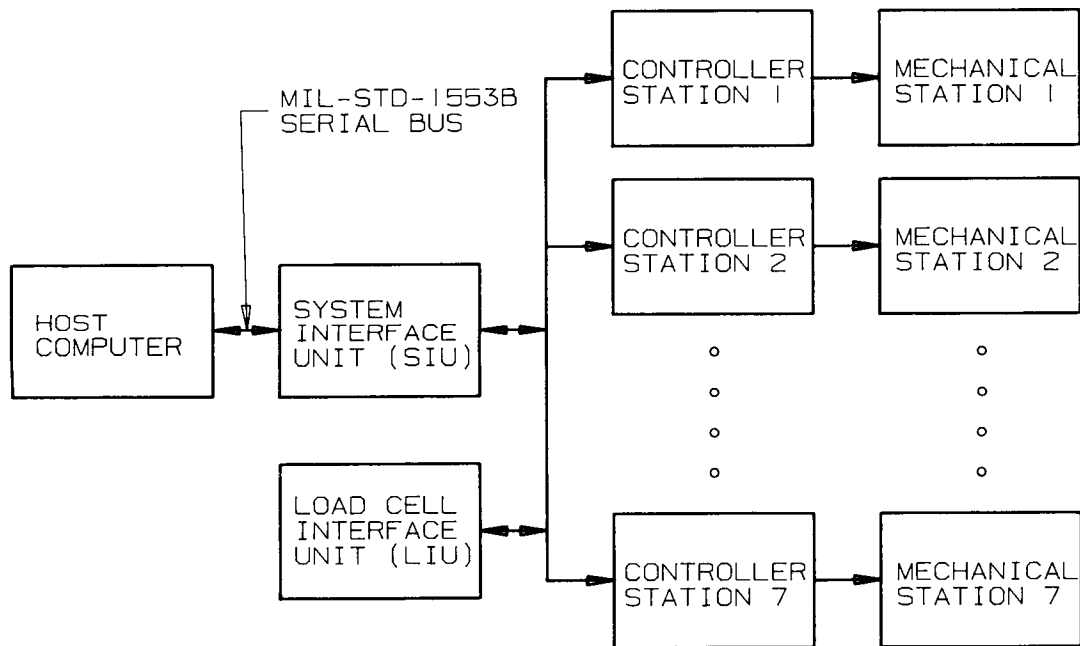 MIL-STD-1553B
SERIAL BUS
HOST
COMPUTER
SYSTEM
INTERFACE
UNIT (SIU)
LOAD CELL
INTERFACE
UNIT (LIU)
CONTROLLER
STATION 1
MECHANICAL
STATION 1
CONTROLLER
STATION 2
MECHANICAL
STATION 2
CONTROLLER
STATION 7
MECHANICAL
STATION 7